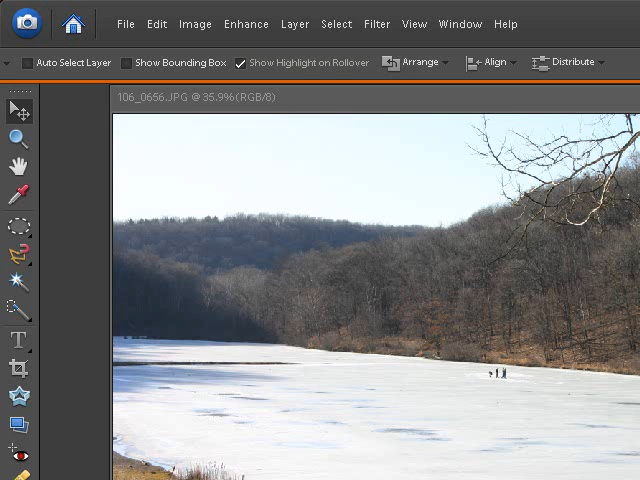 File Edit Image Enhance Layer Select Filter View Window Help
Auto Select Layer Show Bounding Box Show Highlight on Rollover Arrange Align Distribute
106_0656.JPG @ 35.9% (RGB/8)
T